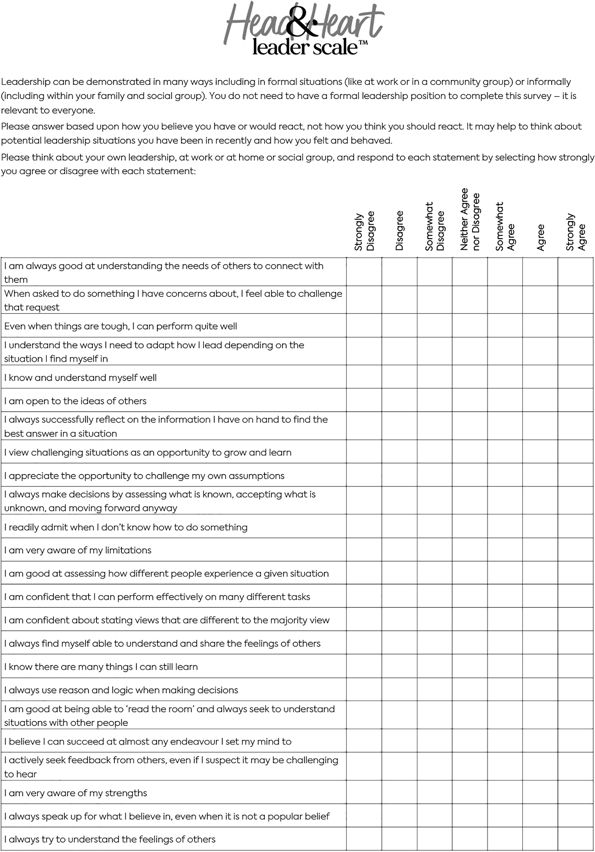 Head&Heart
leader scale™
Leadership can be demonstrated in many ways including in formal situations (like at work or in a community group) or informally
(including within your family and social group). You do not need to have a formal leadership position to complete this survey – it is
relevant to everyone.
Please answer based upon how you believe you have or would react, not how you think you should react. It may help to think about
potential leadership situations you have been in recently and how you felt and behaved.
Please think about your own leadership, at work or at home or social group, and respond to each statement by selecting how strongly
you agree or disagree with each statement:
Strongly
Disagree
Disagree
Somewhat
Disagree
Neither Agree
nor Disagree
Somewhat
Agree
Agree
Strongly
Agree
I am always good at understanding the needs of others to connect with
them
When asked to do something I have concerns about, I feel able to challenge
that request
Even when things are tough, I can perform quite well
I understand the ways I need to adapt how I lead depending on the
situation I find myself in
I know and understand myself well
I am open to the ideas of others
I always successfully reflect on the information I have on hand to find the
best answer in a situation
I view challenging situations as an opportunity to grow and learn
I appreciate the opportunity to challenge my own assumptions
I always make decisions by assessing what is known, accepting what is
unknown, and moving forward anyway
I readily admit when I don't know how to do something
I am very aware of my limitations
I am good at assessing how different people experience a given situation
I am confident that I can perform effectively on many different tasks
I am confident about stating views that are different to the majority view
I always find myself able to understand and share the feelings of others
I know there are many things I can still learn
I always use reason and logic when making decisions
I am good at being able to 'read the room' and always seek to understand
situations with other people
I believe I can succeed at almost any endeavour I set my mind to
I actively seek feedback from others, even if I suspect it may be challenging
to hear
I am very aware of my strengths
I always speak up for what I believe in, even when it is not a popular belief
I always try to understand the feelings of others